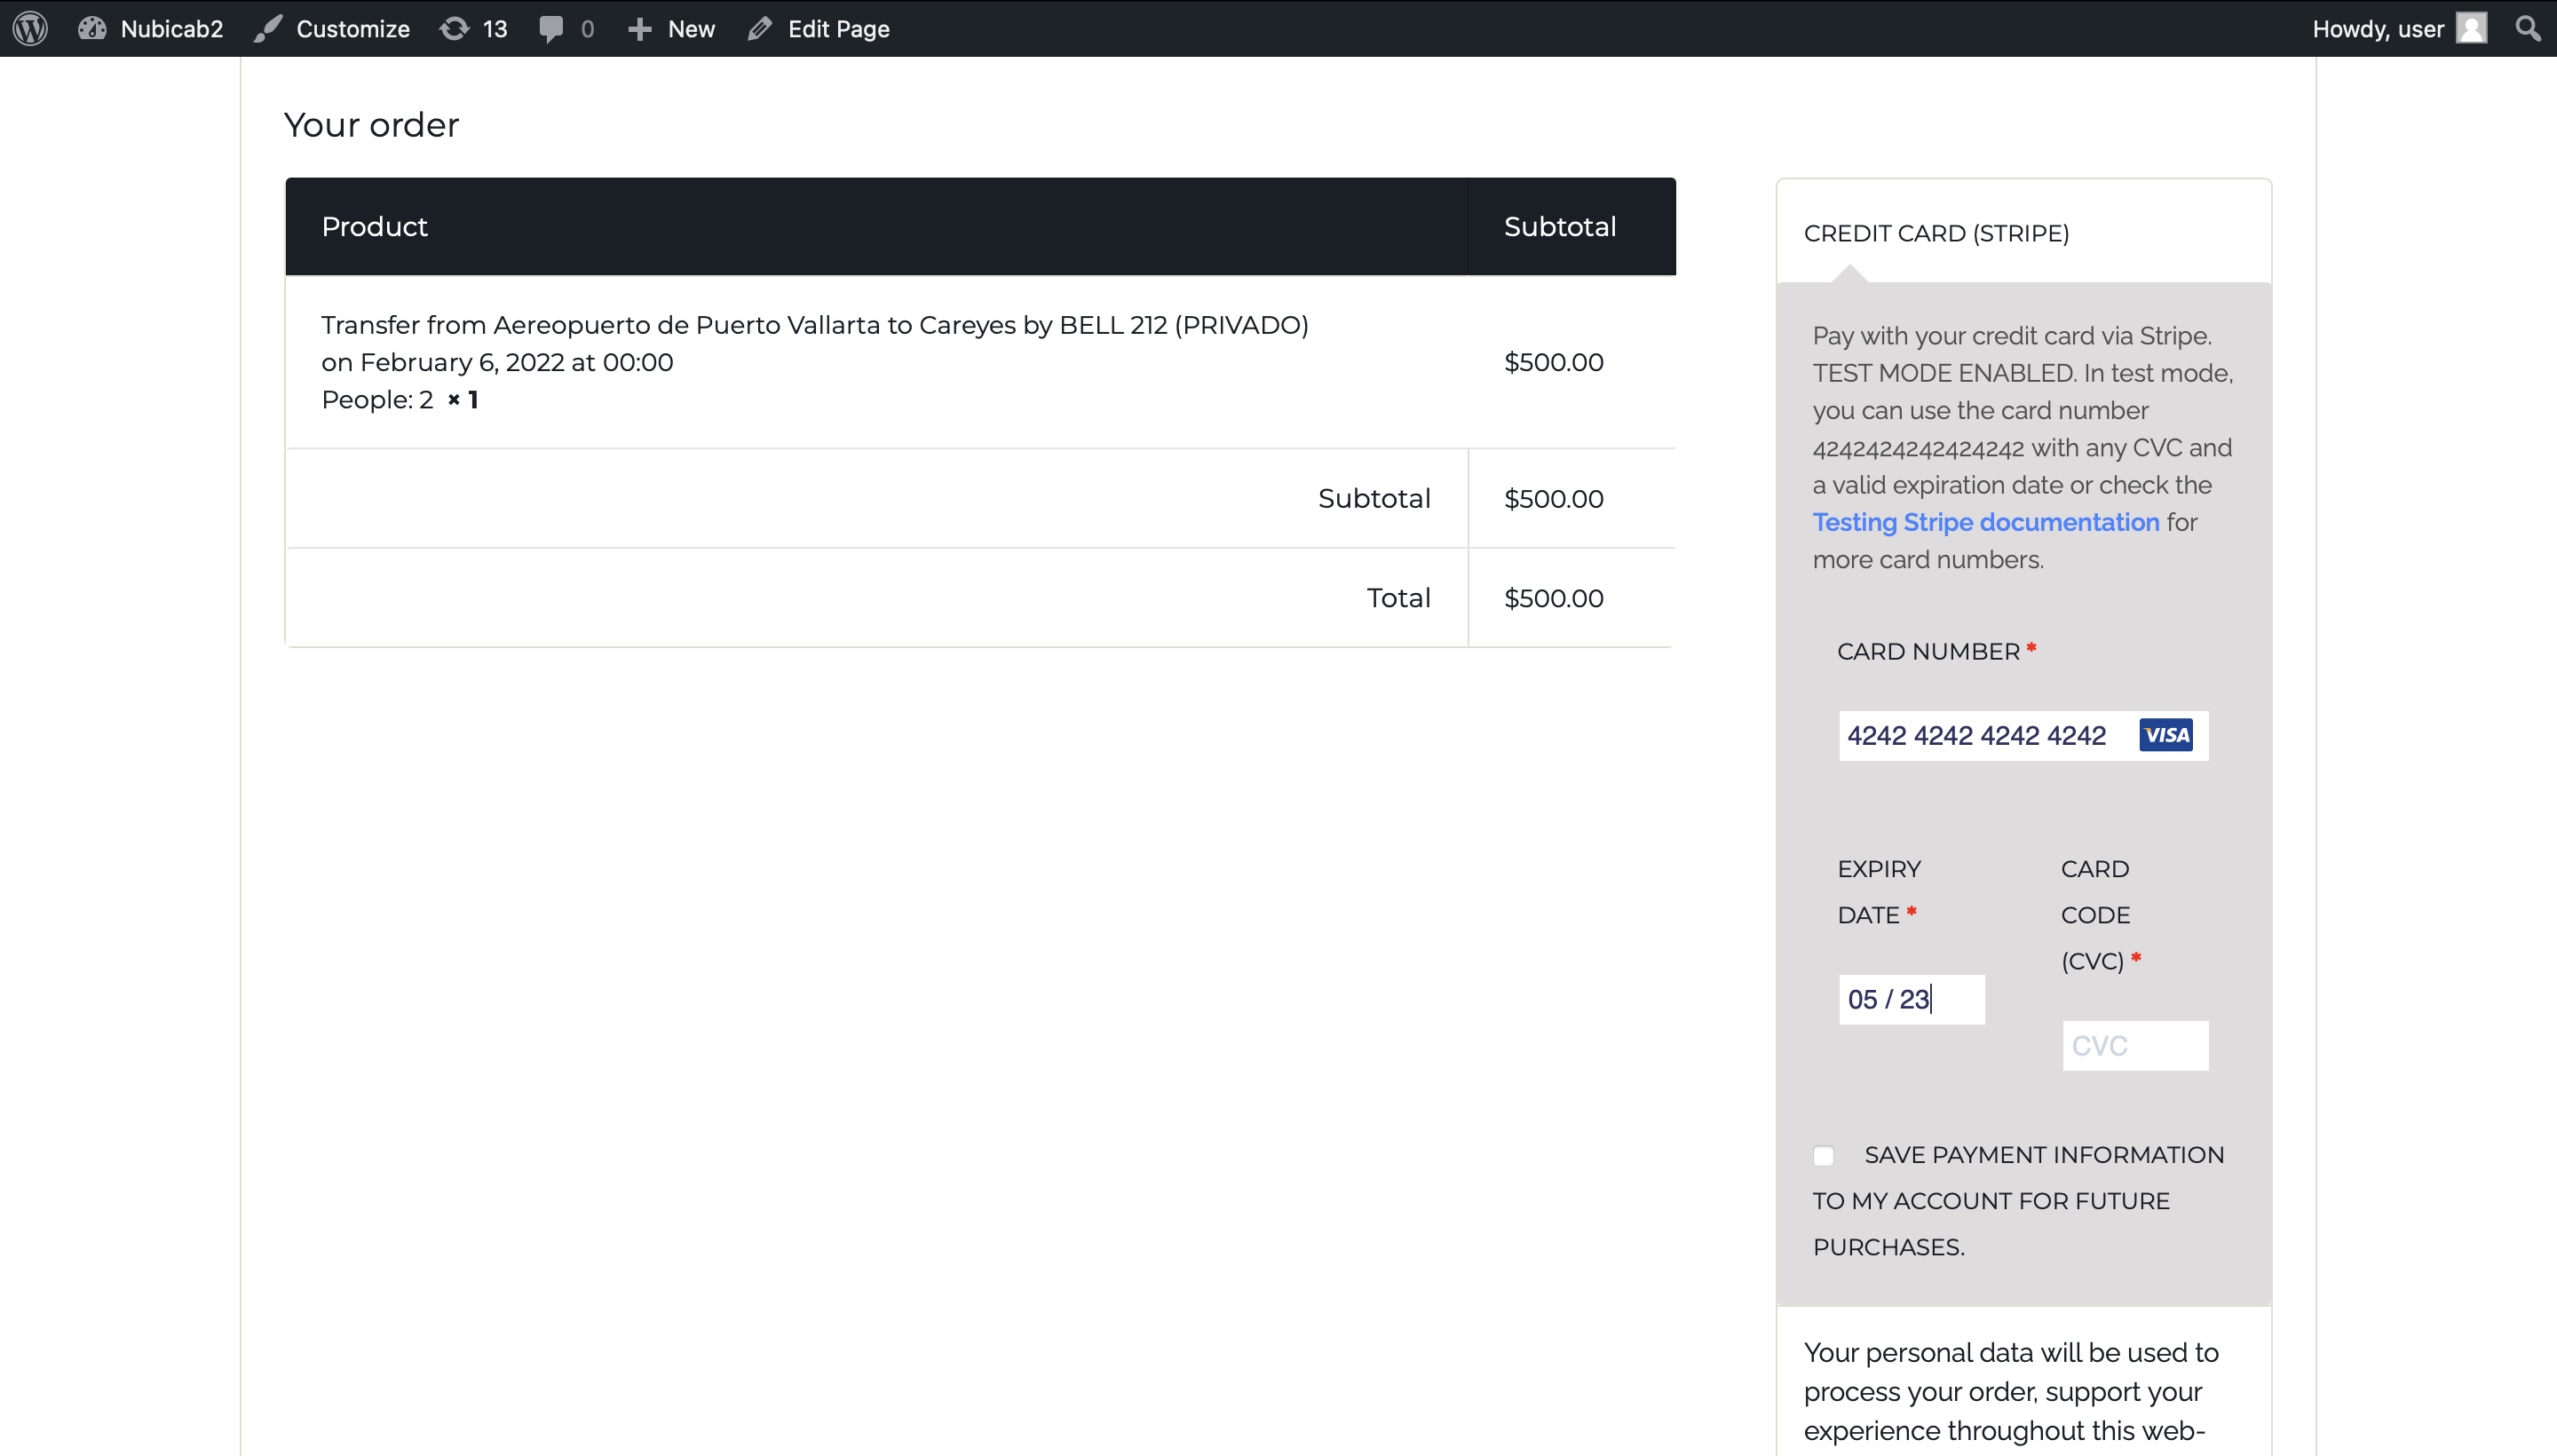 Nubicab2 Customize 13 0 New Edit Page Howdy, user
Your order
Product Subtotal
Transfer from Aereopuerto de Puerto Vallarta to Careyes by BELL 212 (PRIVADO)
on February 6, 2022 at 00:00
People: 2 × 1
$500.00
Subtotal $500.00
Total $500.00
CREDIT CARD (STRIPE)
Pay with your credit card via Stripe.
TEST MODE ENABLED. In test mode,
you can use the card number
4242424242424242 with any CVC and
a valid expiration date or check the
Testing Stripe documentation for
more card numbers.
CARD NUMBER *
4242 4242 4242 4242 VISA
EXPIRY
DATE *
05 / 23
CARD
CODE
(CVC) *
CVC
SAVE PAYMENT INFORMATION
TO MY ACCOUNT FOR FUTURE
PURCHASES.
Your personal data will be used to
process your order, support your
experience throughout this web-